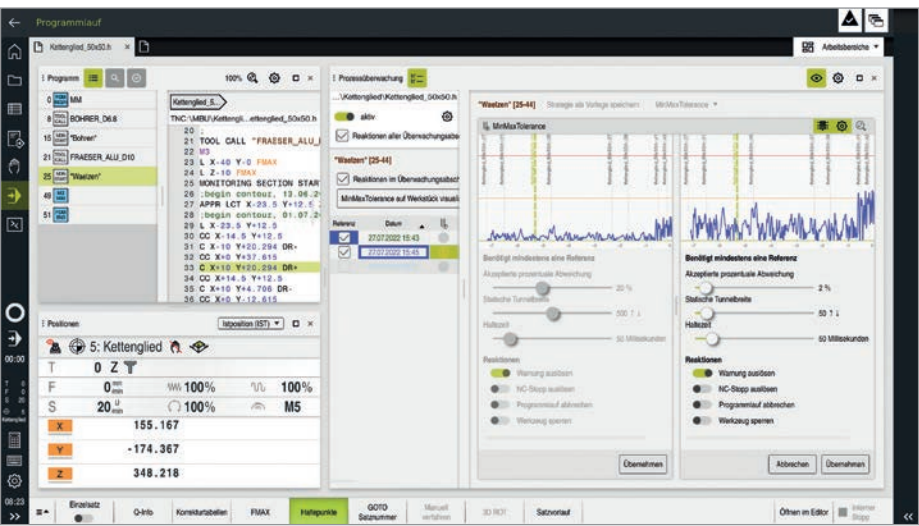 Programmlauf
Kettenglied_50x50.h
Arbeitsbereiche
Programm
100%
0 MM
8 BOHRER_D6.8
15 "Bohren"
21 FRAESER_ALU_D10
25 "Waelzen"
48
51
Kettenglied_5...
TNC:\MBU\Kettengli...ettenglied_50x50.h
20 ;
21 TOOL CALL "FRAESER_ALU_
22 M3
23 L X-40 Y-0 FMAX
24 L Z-10 FMAX
25 MONITORING SECTION STAR
26 ;begin contour, 13.06.2
27 APPR LCT X-23.5 Y+12.5
28 ;begin contour, 01.07.2
29 L X-23.5 Y+12.5
30 CC X-14.5 Y+12.5
31 C X-10 Y+20.294 DR-
32 CC X+0 Y+37.615
33 C X+10 Y+20.294 DR+
34 CC X+14.5 Y+12.5
35 C X+10 Y+4.706 DR-
36 CC X+0 Y-12.615
Prozessüberwachung
...\Kettenglied\Kettenglied_50x50.h
aktiv
Reaktionen aller Überwachungsabsc
"Waelzen" [25-44]
Reaktionen im Überwachungsabsch
MinMaxTolerance auf Werkstück visuali
Referenz Datum
27.07.2022 15:43
27.07.2022 15:45
"Waelzen" [25-44] Strategie als Vorlage speichern MinMaxTolerance
MinMaxTolerance
Benötigt mindestens eine Referenz
Akzeptierte prozentuale Abweichung
20 %
Statische Tunnelbreite
Haltezeit
50 Millisekunden
Reaktionen
Warnung auslösen
NC-Stopp auslösen
Programmlauf abbrechen
Werkzeug sperren
Übernehmen
Benötigt mindestens eine Referenz
Akzeptierte prozentuale Abweichung
2 %
Statische Tunnelbreite
Haltezeit
50 Millisekunden
Reaktionen
Warnung auslösen
NC-Stopp auslösen
Programmlauf abbrechen
Werkzeug sperren
Abbrechen Übernehmen
Positionen
Istposition (IST)
5: Kettenglied
T 0 Z
F 0 mm/min 100% 100%
S 20 U/min 100% M5
X 155.167
Y -174.367
Z 348.218
00:00
T 0
F 0
S 20
Kettenglied
08:23
Einzelsatz
Q-Info
Korrekturtabellen
FMAX
Haltepunkte
GOTO Satznummer
Manuell verfahren
3D ROT
Satzvorlauf
Öffnen im Editor
Interner Stopp